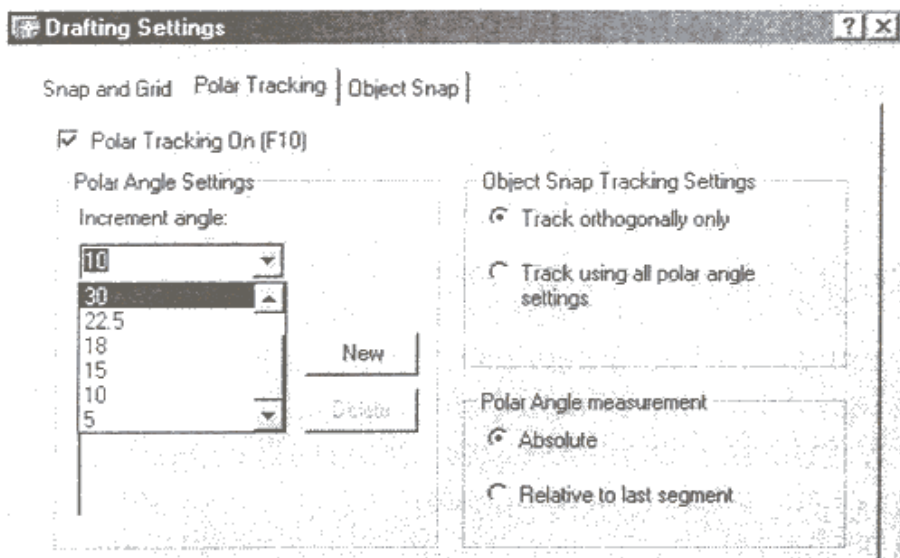 Drafting Settings
Snap and Grid Polar Tracking Object Snap
Polar Tracking On (F10)
Polar Angle Settings
Increment angle:
10
30
22.5
18
15
10
5
New
Delete
Object Snap Tracking Settings
Track orthogonally only
Track using all polar angle
settings
Polar Angle measurement
Absolute
Relative to last segment